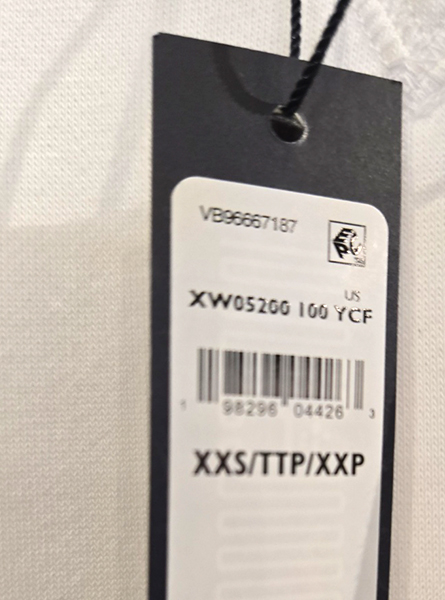 VB96667187
US
XW05200 100 YCF
1 98296 04426 3
XXS/TTP/XXP